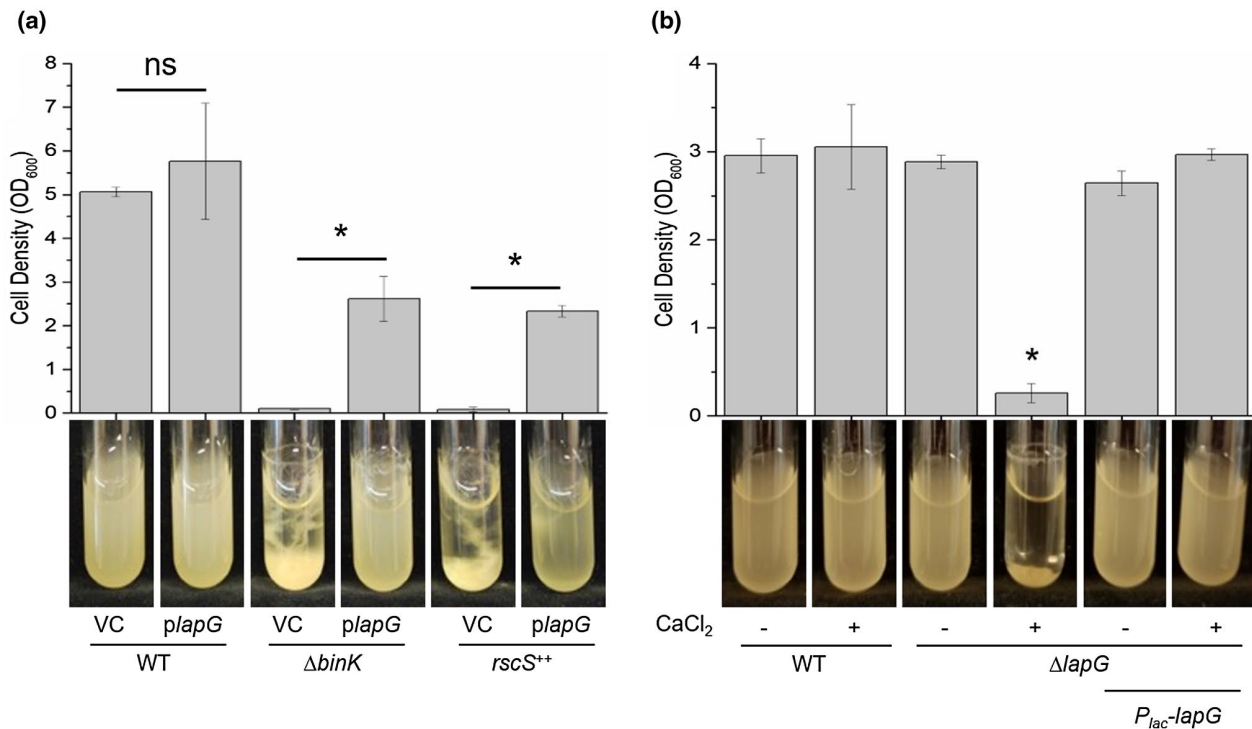 (a)
Cell Density (OD600)
8
7
6
5
4
3
2
1
0
ns
*
*
VC plapG VC plapG VC plapG
WT ΔbinK rscS++
(b)
Cell Density (OD600)
4
3
2
1
0
*
CaCl2 - + - + - +
WT ΔlapG
Plac-lapG